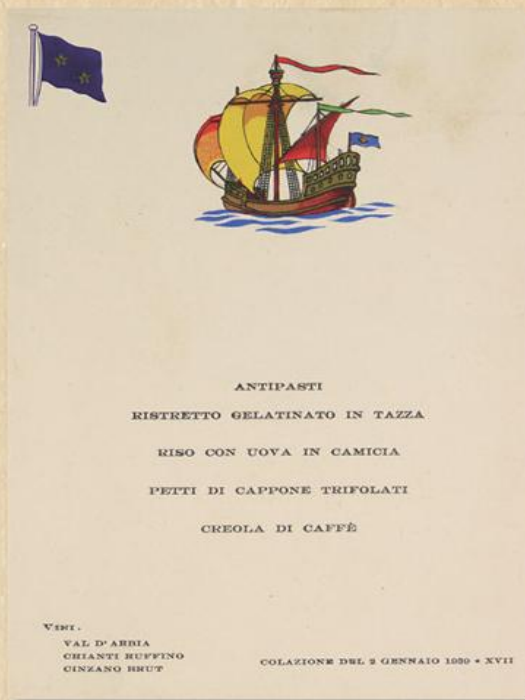 ANTIPASTI
RISTRETTO GELATINATO IN TAZZA
RISO CON UOVA IN CAMICIA
PETTI DI CAPPONE TRIFOLATI
CREOLA DI CAFFÈ
VINI.
VAL D'ARBIA
CHIANTI RUFFINO
CINZANO BRUT
COLAZIONE DEL 2 GENNAIO 1939 • XVII